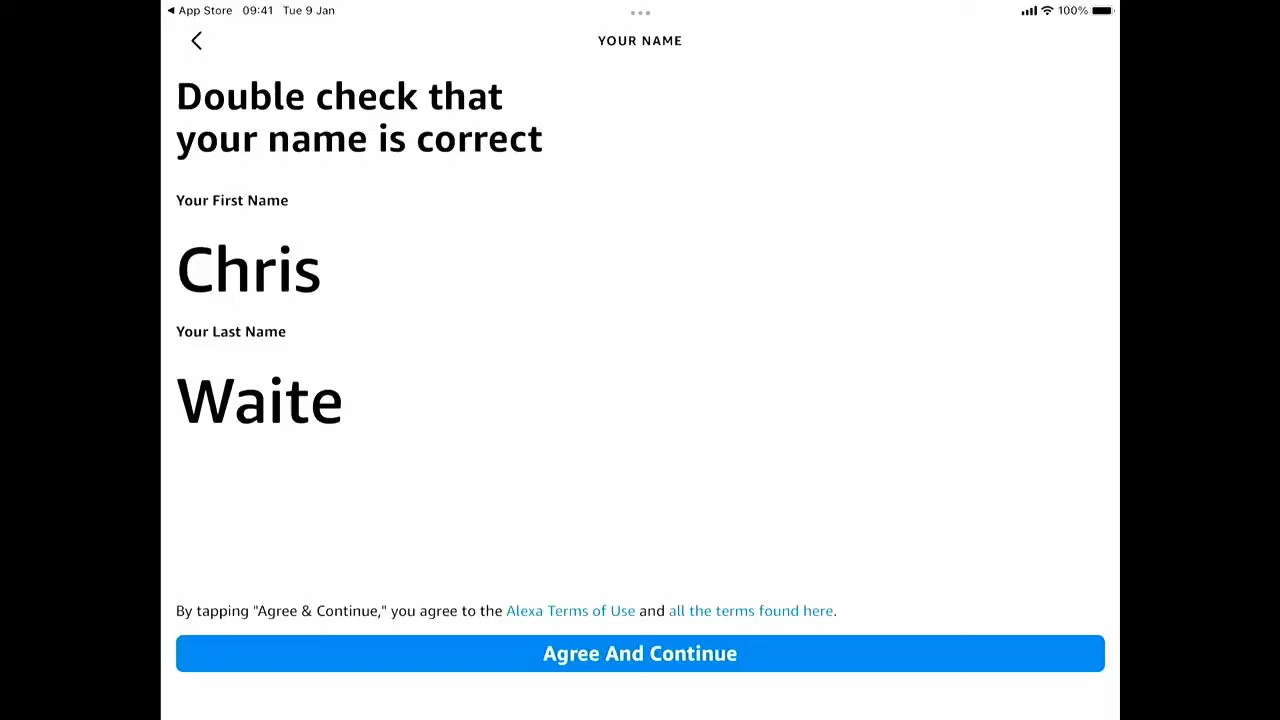 ◀ App Store 09:41 Tue 9 Jan 100%
YOUR NAME
Double check that
your name is correct
Your First Name
Chris
Your Last Name
Waite
By tapping "Agree & Continue," you agree to the Alexa Terms of Use and all the terms found here.
Agree And Continue